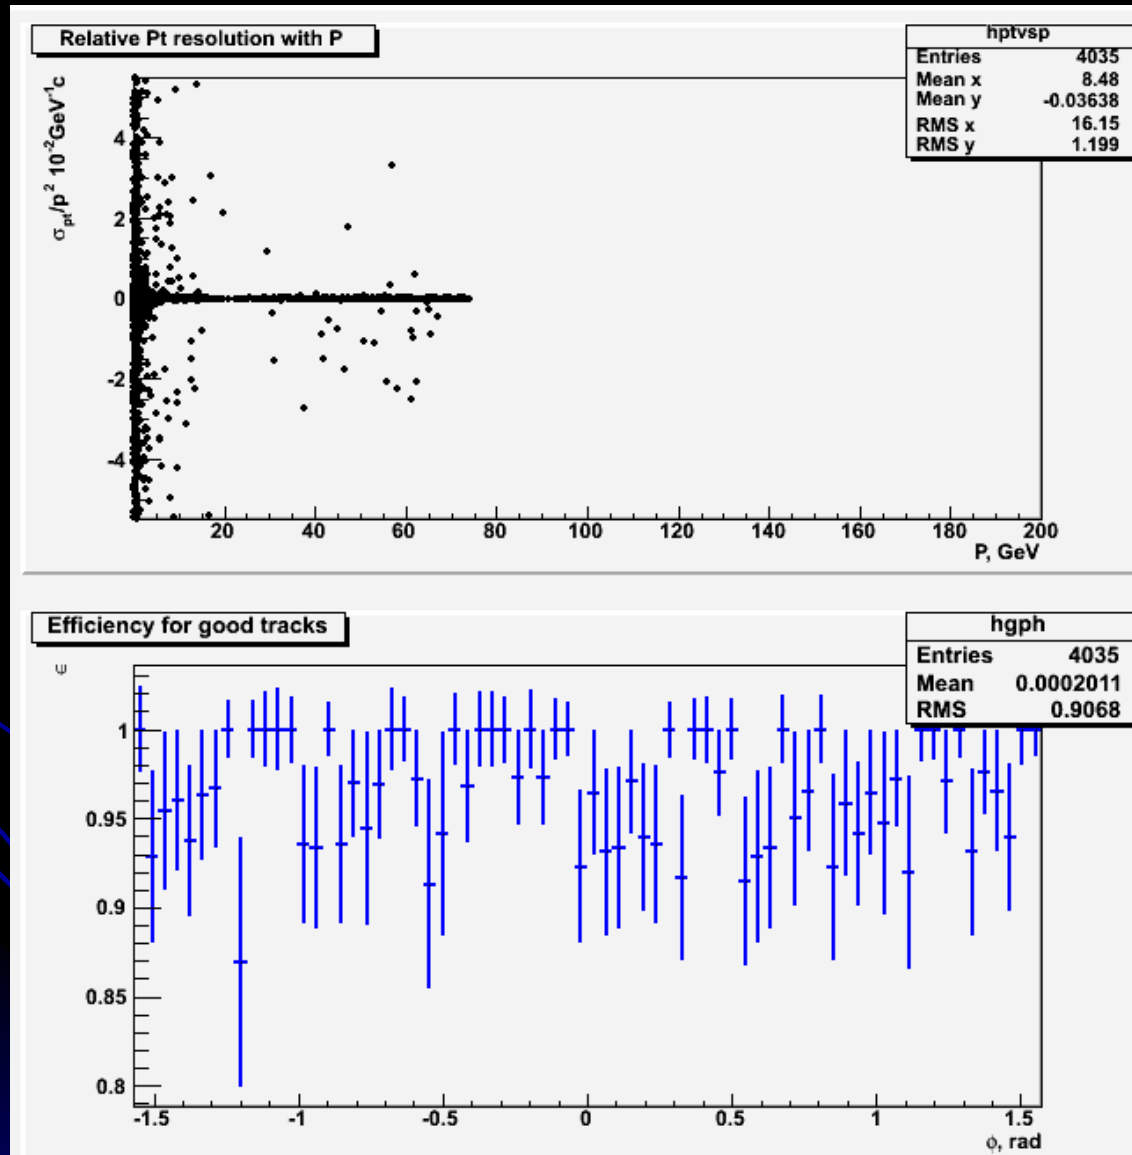 Relative Pt resolution with P
hptvsp
Entries 4035
Mean x 8.48
Mean y -0.03638
RMS x 16.15
RMS y 1.199
σpt/p² 10⁻²GeV⁻¹c
4
2
0
-2
-4
20 40 60 80 100 120 140 160 180 200
P, GeV
Efficiency for good tracks
hgph
Entries 4035
Mean 0.0002011
RMS 0.9068
ϵ
1
0.95
0.9
0.85
0.8
-1.5 -1 -0.5 0 0.5 1 1.5
ϕ, rad